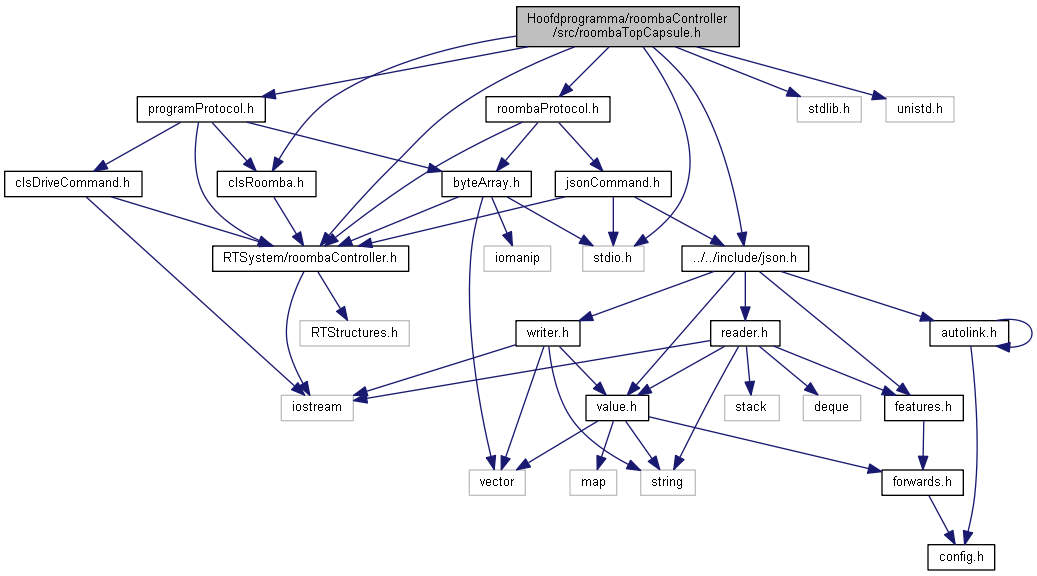 Hoofdprogramma/roombaController
/src/roombaTopCapsule.h
programProtocol.h
roombaProtocol.h
stdlib.h
unistd.h
clsDriveCommand.h
clsRoomba.h
byteArray.h
jsonCommand.h
RTSystem/roombaController.h
iomanip
stdio.h
../../include/json.h
RTStructures.h
writer.h
reader.h
autolink.h
iostream
value.h
stack
deque
features.h
vector
map
string
forwards.h
config.h